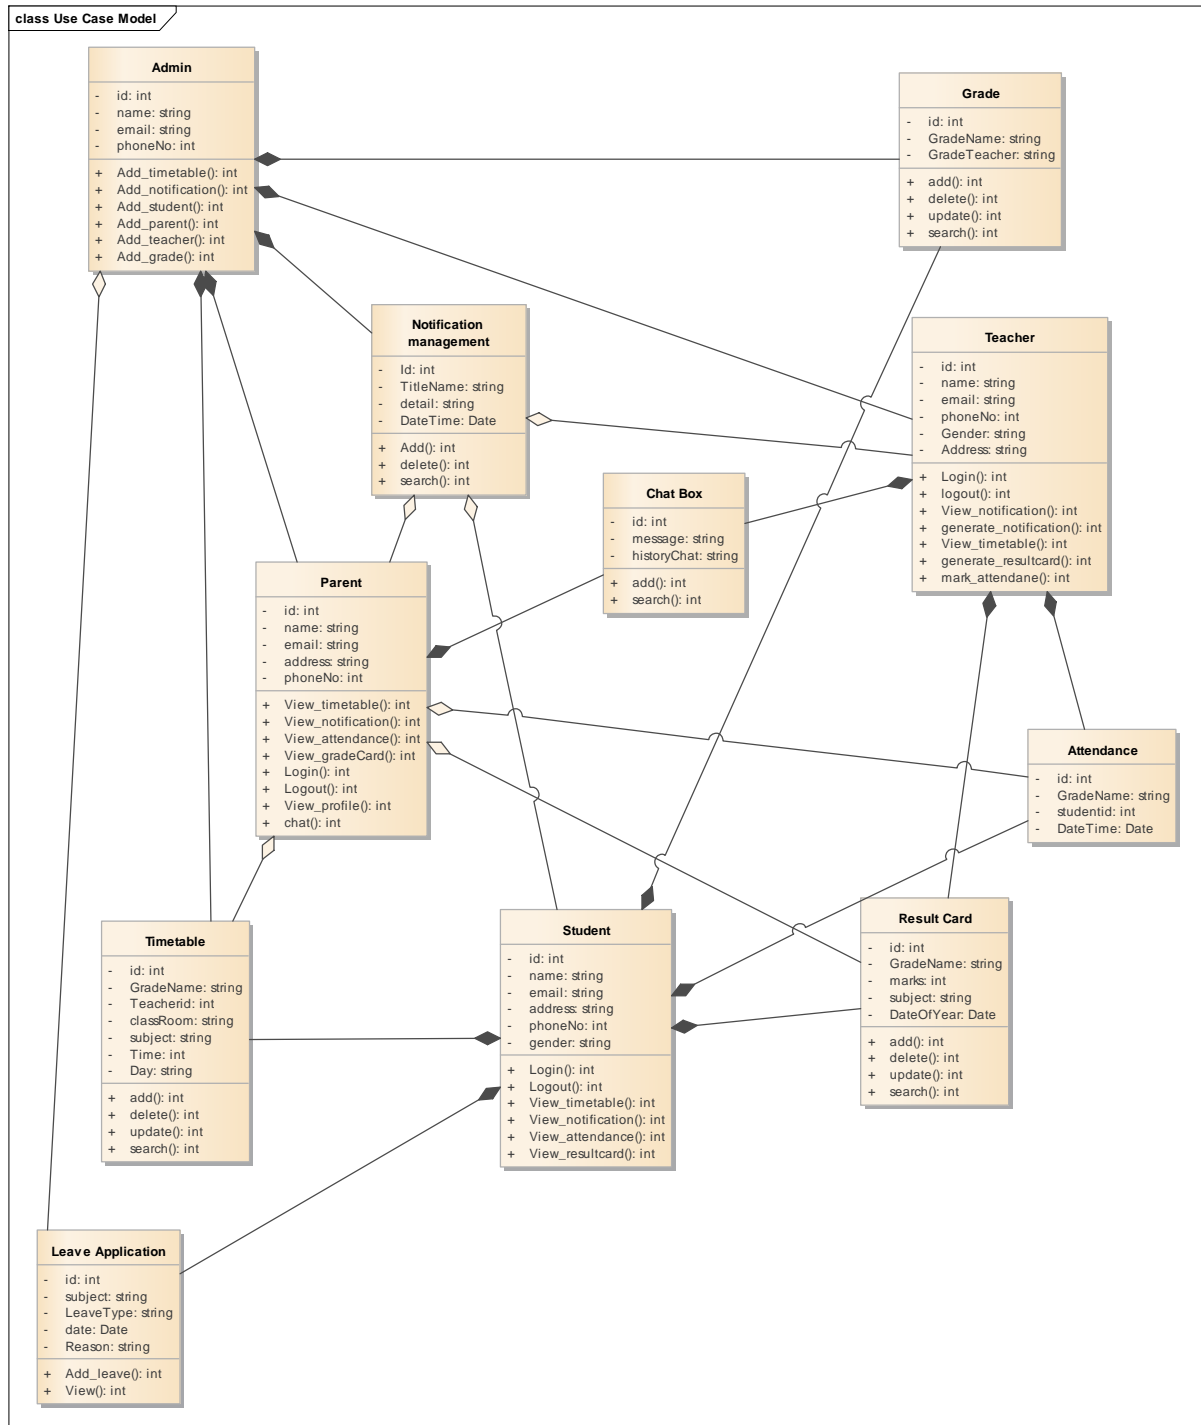 class Use Case Model
Admin
- id: int
- name: string
- email: string
- phoneNo: int
+ Add_timetable(): int
+ Add_notification(): int
+ Add_student(): int
+ Add_parent(): int
+ Add_teacher(): int
+ Add_grade(): int
Grade
- id: int
- GradeName: string
- GradeTeacher: string
+ add(): int
+ delete(): int
+ update(): int
+ search(): int
Notification
management
- Id: int
- TitleName: string
- detail: string
- DateTime: Date
+ Add(): int
+ delete(): int
+ search(): int
Teacher
- id: int
- name: string
- email: string
- phoneNo: int
- Gender: string
- Address: string
+ Login(): int
+ logout(): int
+ View_notification(): int
+ generate_notification(): int
+ View_timetable(): int
+ generate_resultcard(): int
+ mark_attendane(): int
Chat Box
- id: int
- message: string
- historyChat: string
+ add(): int
+ search(): int
Parent
- id: int
- name: string
- email: string
- address: string
- phoneNo: int
+ View_timetable(): int
+ View_notification(): int
+ View_attendance(): int
+ View_gradeCard(): int
+ Login(): int
+ Logout(): int
+ View_profile(): int
+ chat(): int
Attendance
- id: int
- GradeName: string
- studentid: int
- DateTime: Date
Timetable
- id: int
- GradeName: string
- Teacherid: int
- classRoom: string
- subject: string
- Time: int
- Day: string
+ add(): int
+ delete(): int
+ update(): int
+ search(): int
Student
- id: int
- name: string
- email: string
- address: string
- phoneNo: int
- gender: string
+ Login(): int
+ Logout(): int
+ View_timetable(): int
+ View_notification(): int
+ View_attendance(): int
+ View_resultcard(): int
Result Card
- id: int
- GradeName: string
- marks: int
- subject: string
- DateOfYear: Date
+ add(): int
+ delete(): int
+ update(): int
+ search(): int
Leave Application
- id: int
- subject: string
- LeaveType: string
- date: Date
- Reason: string
+ Add_leave(): int
+ View(): int